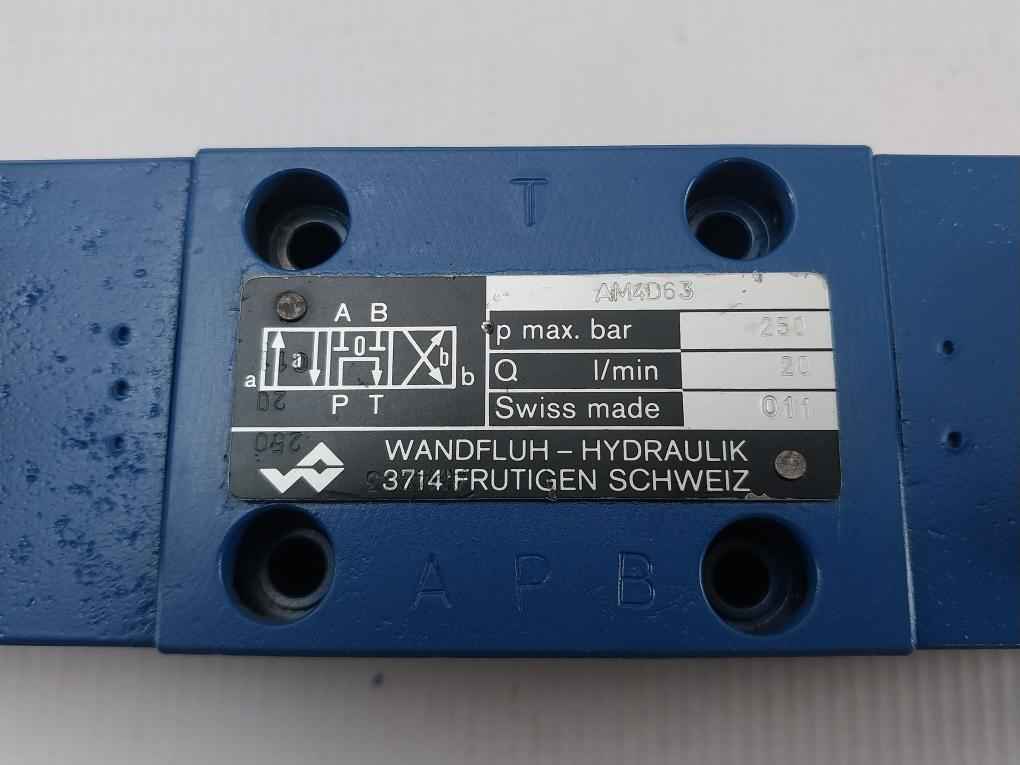 T
AM4D63
A B
p max. bar 250
a a 0 b b
Q l/min 20
P T
Swiss made 011
20
250
WANDFLUH – HYDRAULIK
3714 FRUTIGEN SCHWEIZ
A P B